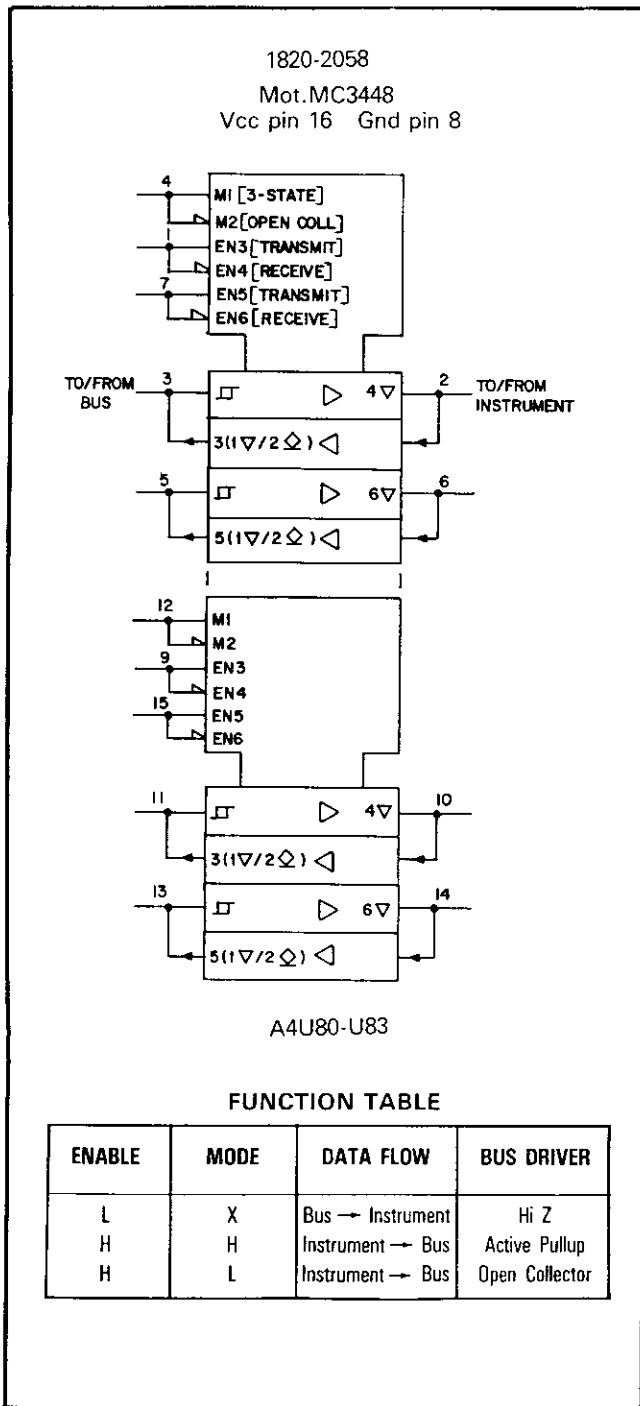 1820-2058
Mot.MC3448
Vcc pin 16 Gnd pin 8
4
M1 [3-STATE]
M2[OPEN COLL]
EN3[TRANSMIT]
EN4[RECEIVE]
7
EN5[TRANSMIT]
EN6[RECEIVE]
TO/FROM
BUS
3
4▽
2
TO/FROM
INSTRUMENT
3(1▽/2◇)
5
6▽
6
5(1▽/2◇)
12
M1
M2
9
EN3
EN4
15
EN5
EN6
11
4▽
10
3(1▽/2◇)
13
6▽
14
5(1▽/2◇)
A4U80-U83
FUNCTION TABLE
ENABLE MODE DATA FLOW BUS DRIVER
L X Bus → Instrument Hi Z
H H Instrument → Bus Active Pullup
H L Instrument → Bus Open Collector